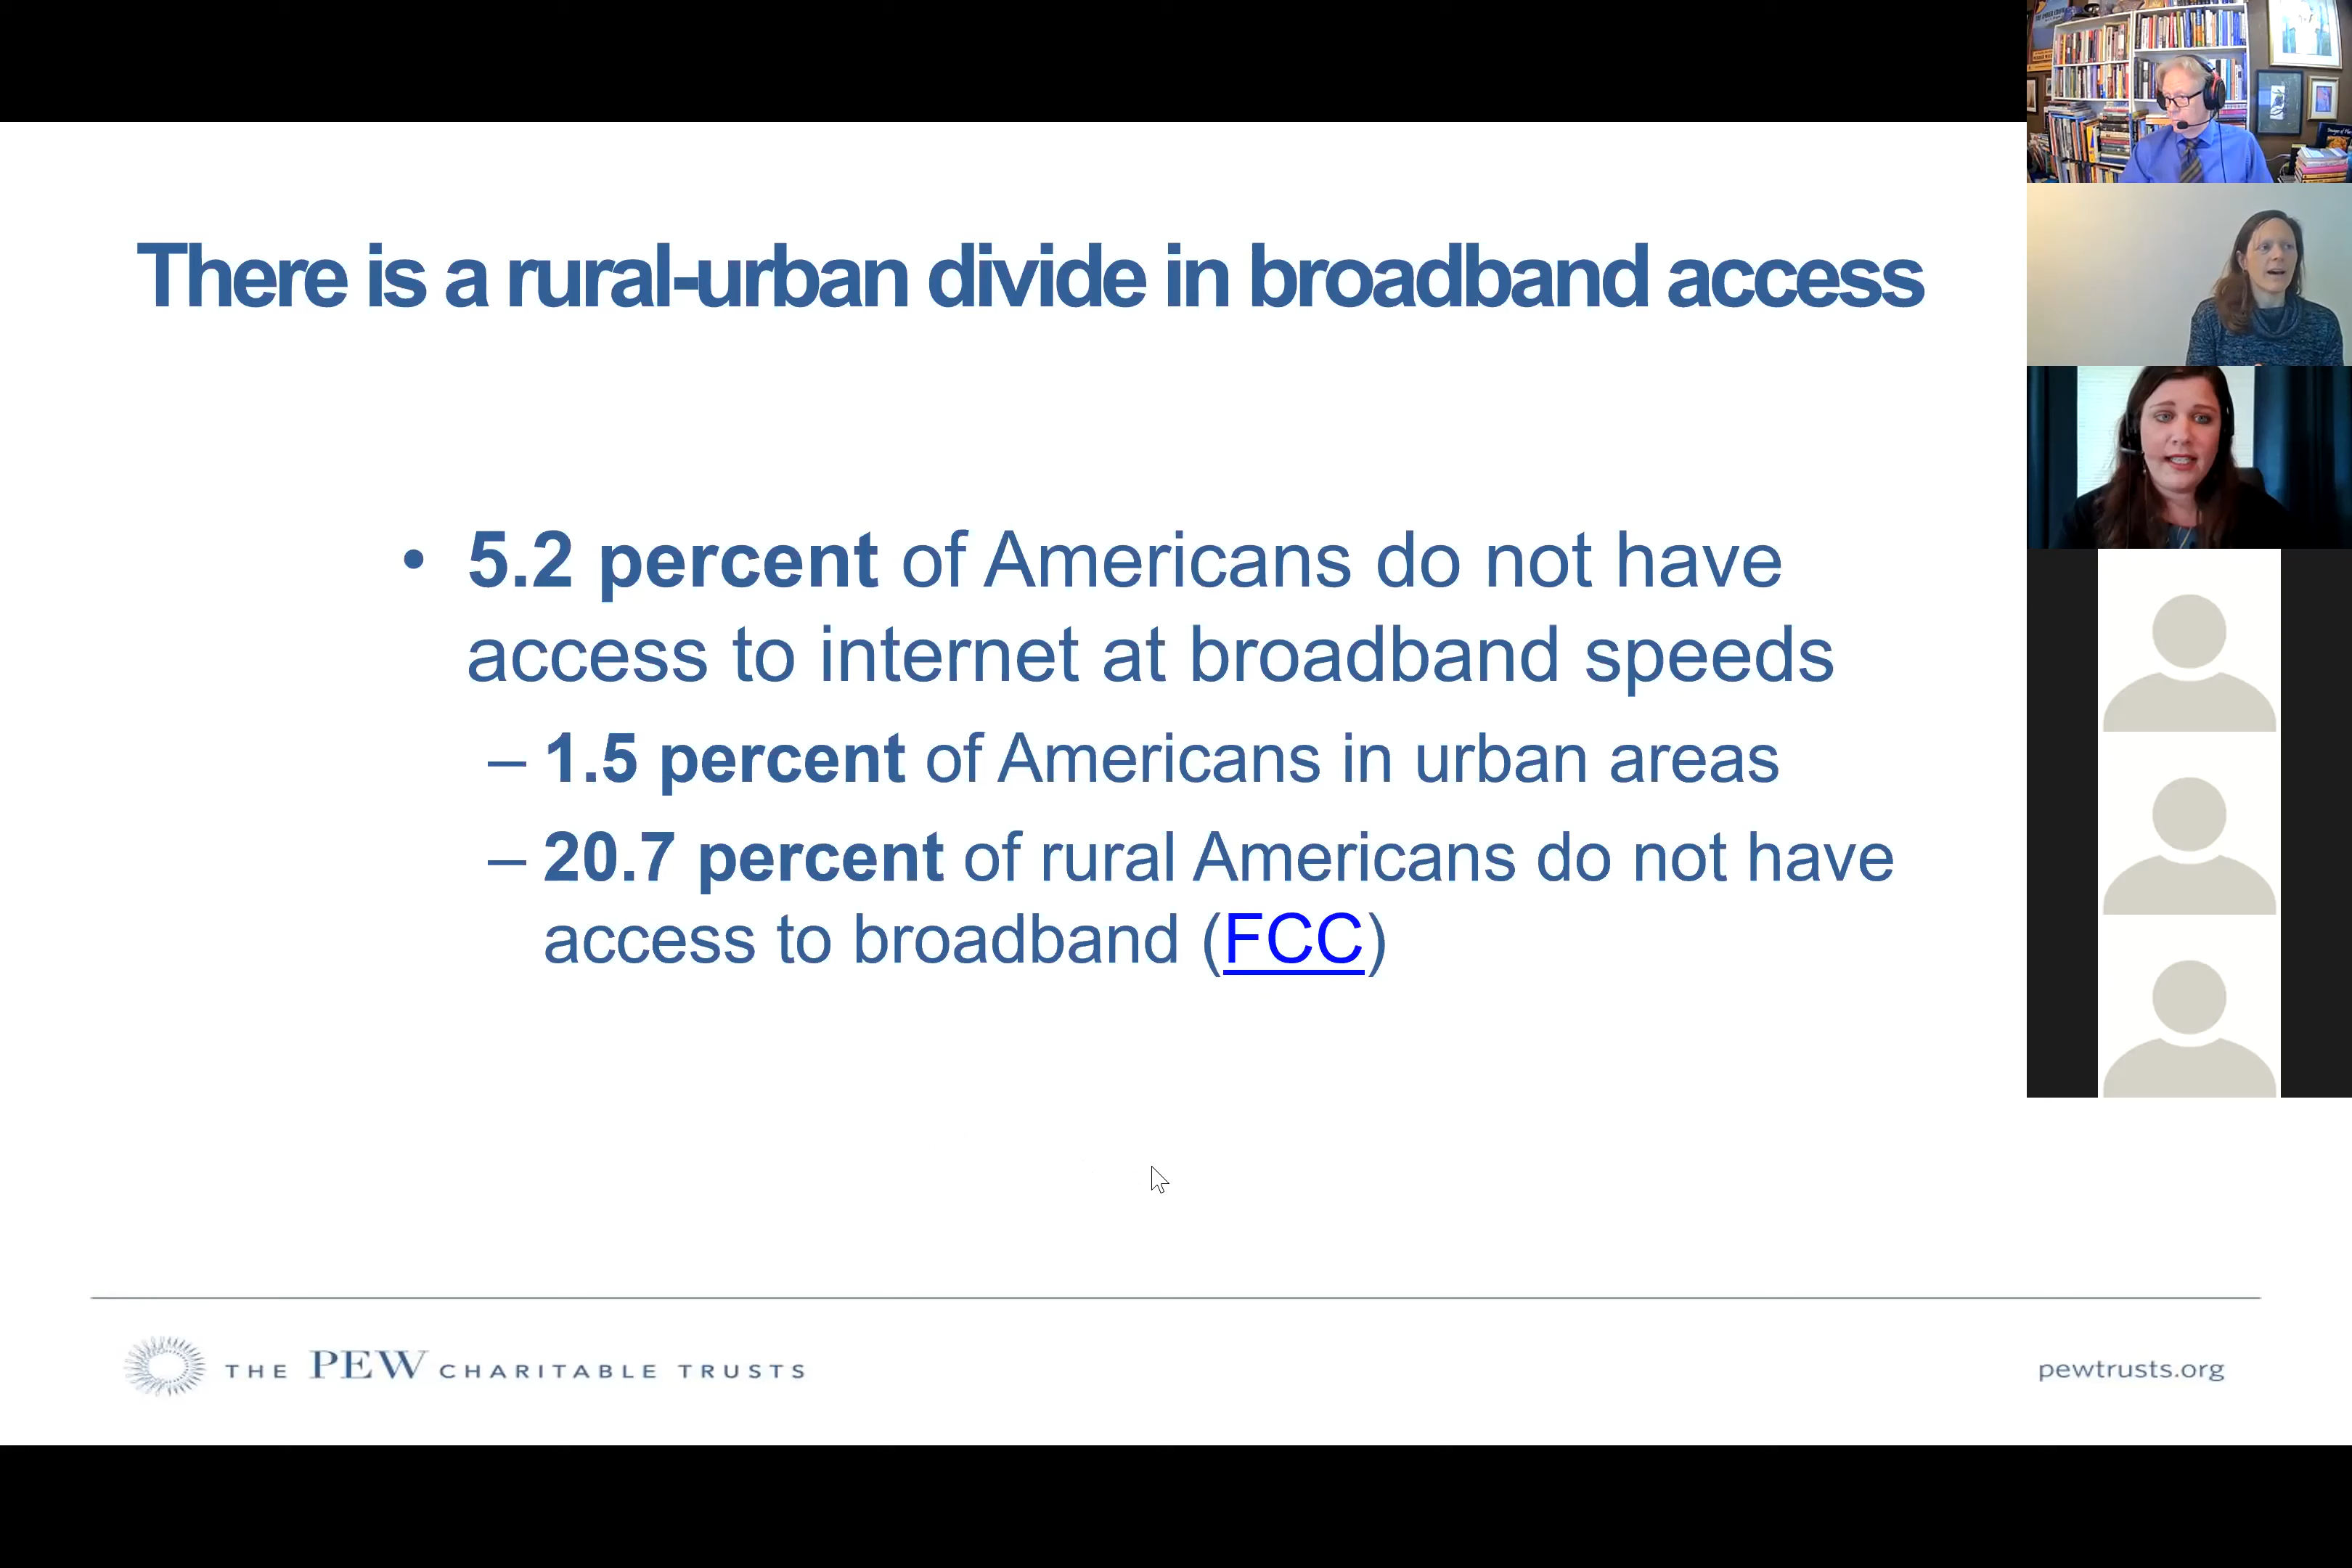 There is a rural-urban divide in broadband access
• 5.2 percent of Americans do not have
access to internet at broadband speeds
– 1.5 percent of Americans in urban areas
– 20.7 percent of rural Americans do not have
access to broadband (FCC)
THE PEW CHARITABLE TRUSTS
pewtrusts.org